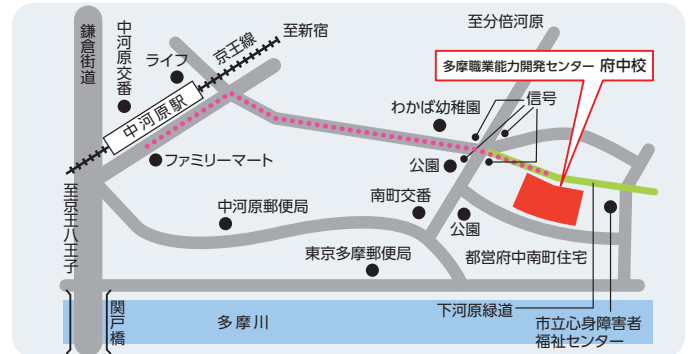 鎌倉街道
中河原交番
ライフ
京王線
至新宿
至分倍河原
多摩職業能力開発センター 府中校
中河原駅
わかば幼稚園
信号
ファミリーマート
公園
至京王八王子
中河原郵便局
南町交番
公園
東京多摩郵便局
都営府中南町住宅
関戸橋
多摩川
下河原緑道
市立心身障害者
福祉センター